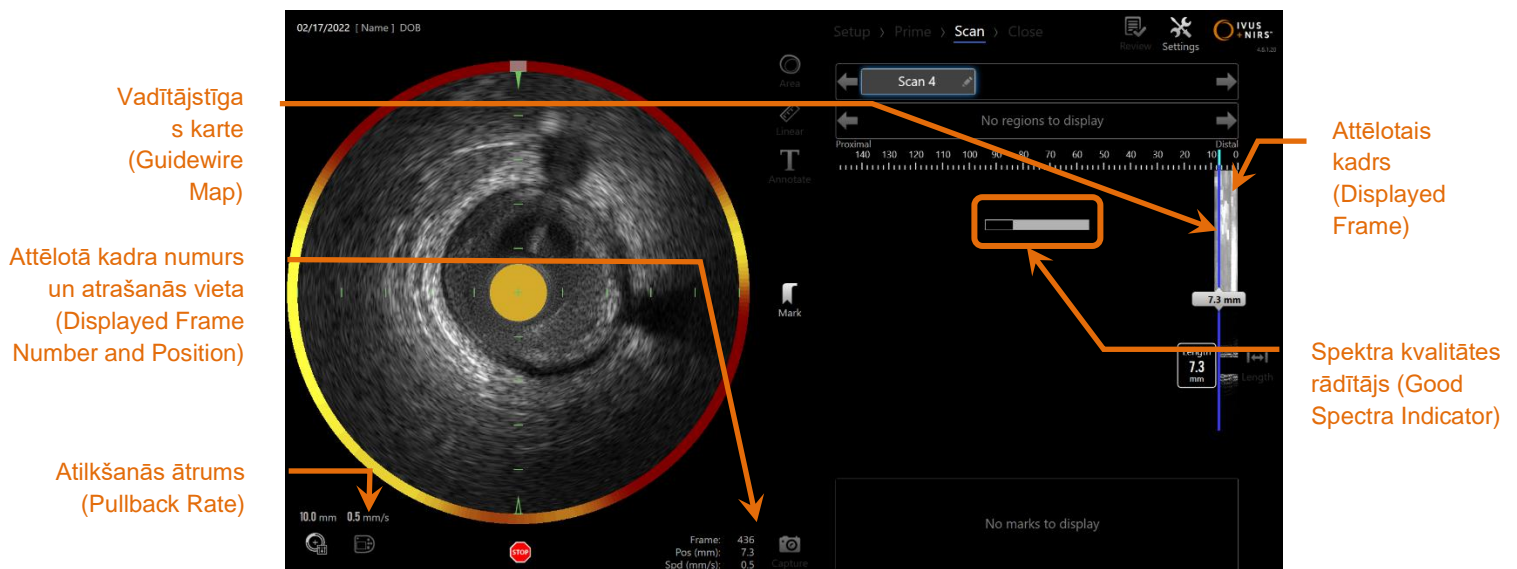 02/17/2022 [ Name ] DOB
Setup > Prime > Scan > Close
Review
Settings
IVUS
+NIRS
4.6.1.23
Vadītājstīga
s karte
(Guidewire
Map)
Attēlotā kadra numurs
un atrašanās vieta
(Displayed Frame
Number and Position)
Atilkšanās ātrums
(Pullback Rate)
10.0 mm 0.5 mm/s
STOP
Frame: 436
Pos (mm): 7.3
Spd (mm/s): 0.5
Area
Linear
T
Annotate
Mark
Capture
Scan 4
No regions to display
Proximal
Distal
140 130 120 110 100 90 80 70 60 50 40 30 20 10 0
7.3 mm
Length
7.3
mm
Length
No marks to display
Attēlotais
kadrs
(Displayed
Frame)
Spektra kvalitātes
rādītājs (Good
Spectra Indicator)